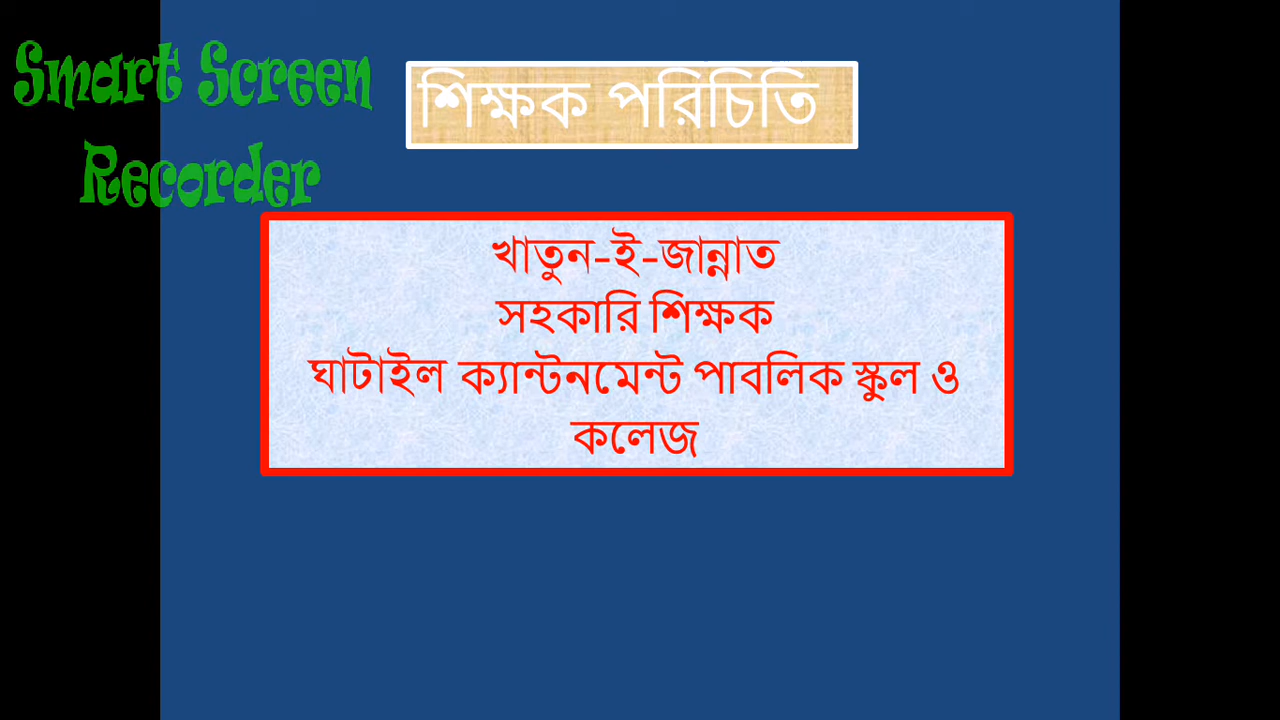 Smart Screen
Recorder
শিক্ষক পরিচিতি
খাতুন-ই-জান্নাত
সহকারি শিক্ষক
ঘাটাইল ক্যান্টনমেন্ট পাবলিক স্কুল ও
কলেজ